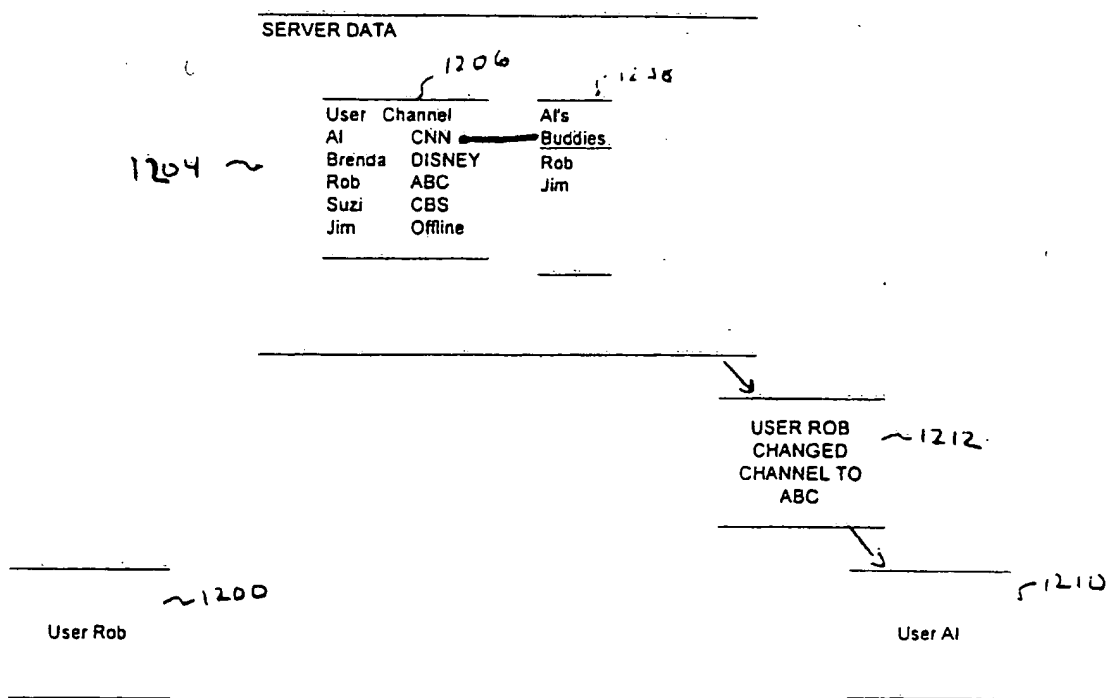 SERVER DATA
1206
User Channel Al's
Al CNN Buddies
Brenda DISNEY Rob
Rob ABC Jim
Suzi CBS
Jim Offline
1204
USER ROB
CHANGED
CHANNEL TO
ABC
1212
1200
1210
User Rob
User Al